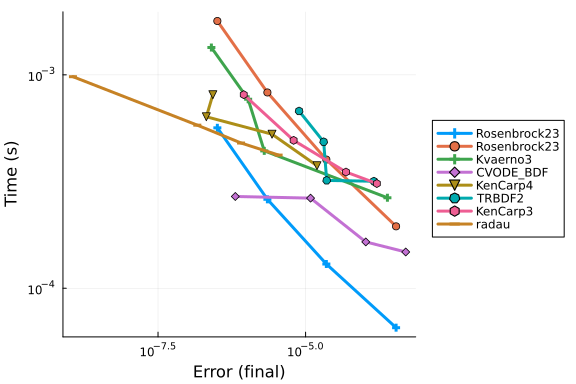 Time (s)
10^-3
10^-4
10^-7.5
10^-5.0
Error (final)
Rosenbrock23
Rosenbrock23
Kvaerno3
CVODE_BDF
KenCarp4
TRBDF2
KenCarp3
radau